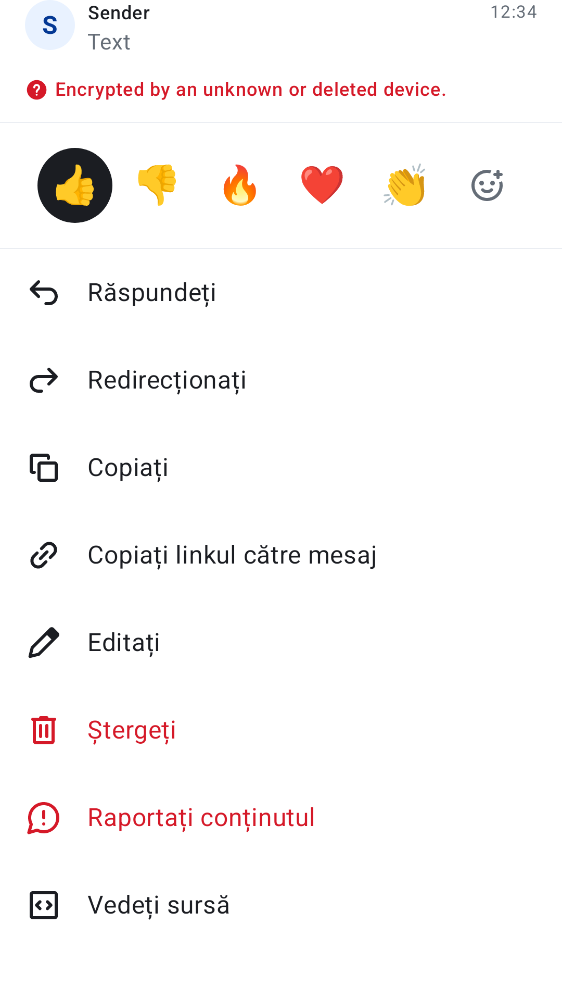 S
Sender
12:34
Text
Encrypted by an unknown or deleted device.
Răspundeți
Redirecționați
Copiați
Copiați linkul către mesaj
Editați
Ștergeți
Raportați conținutul
Vedeți sursă